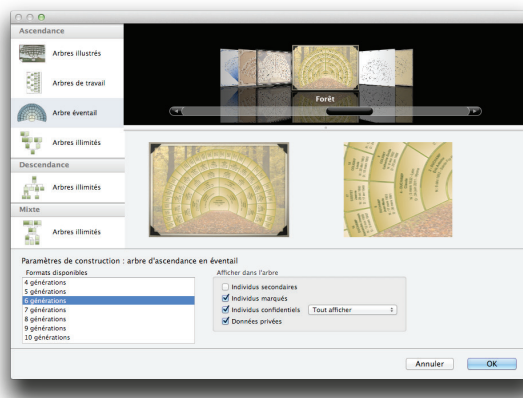 Ascendance
Arbres illustrés
Arbres de travail
Arbre éventail
Arbres illimités
Descendance
Arbres illimités
Mixte
Arbres illimités
Forêt
Paramètres de construction : arbre d'ascendance en éventail
Formats disponibles
4 générations
5 générations
6 générations
7 générations
8 générations
9 générations
10 générations
Afficher dans l'arbre
Individus secondaires
Individus marqués
Individus confidentiels
Tout afficher
Données privées
Annuler
OK